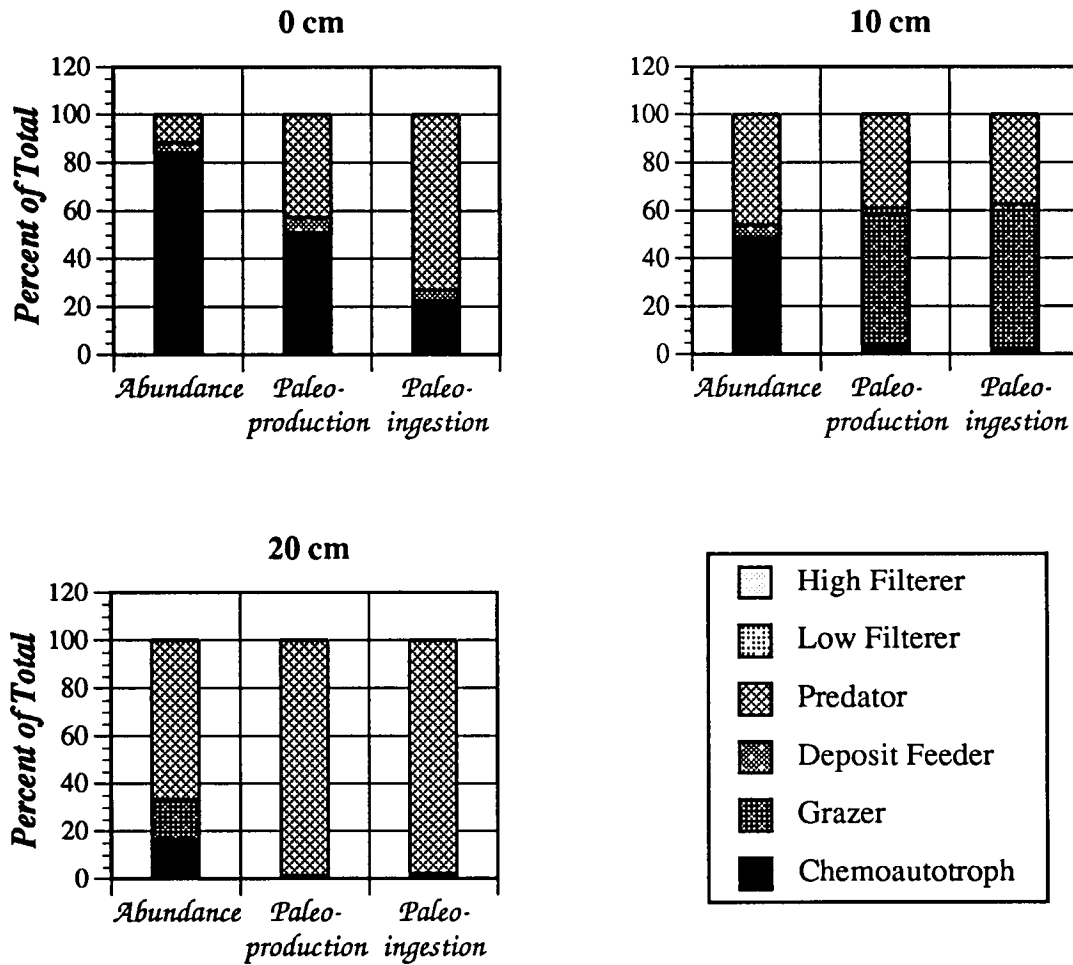 0 cm
120
100
80
60
40
20
0
Percent of Total
Abundance
Paleo-
production
Paleo-
ingestion
10 cm
120
100
80
60
40
20
0
Abundance
Paleo-
production
Paleo-
ingestion
20 cm
120
100
80
60
40
20
0
Percent of Total
Abundance
Paleo-
production
Paleo-
ingestion
High Filterer
Low Filterer
Predator
Deposit Feeder
Grazer
Chemoautotroph